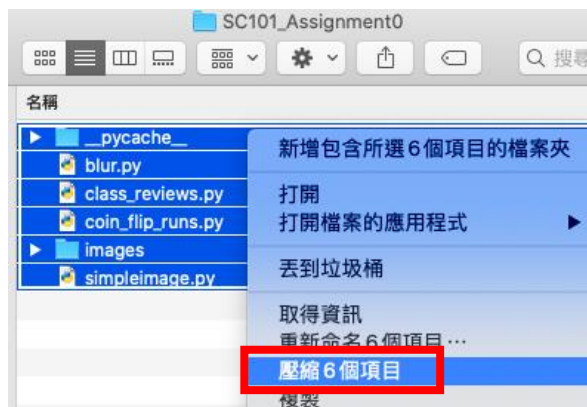 SC101_Assignment0
搜尋
名稱
__pycache__
blur.py
class_reviews.py
coin_flip_runs.py
images
simpleimage.py
新增包含所選6個項目的檔案夾
打開
打開檔案的應用程式
丟到垃圾桶
取得資訊
重新命名6個項目…
壓縮6個項目
複製